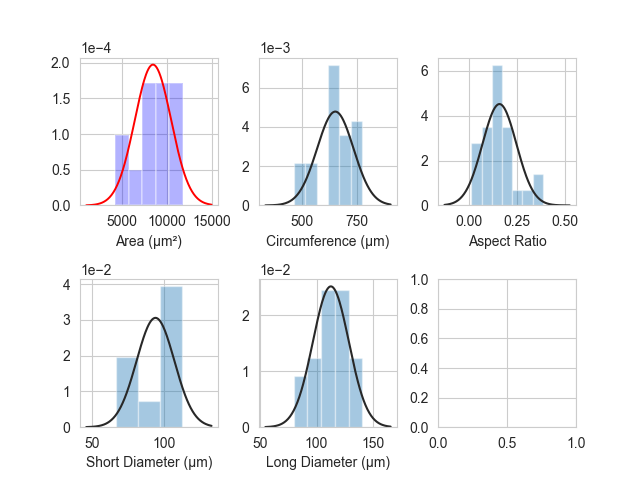 1e−4
2.0
1.5
1.0
0.5
0.0
5000 10000 15000
Area (µm²)
1e−3
6
4
2
0
500 750
Circumference (µm)
6
4
2
0
0.00 0.25 0.50
Aspect Ratio
1e−2
4
3
2
1
0
50 100
Short Diameter (µm)
1e−2
2
1
0
50 100 150
Long Diameter (µm)
1.0
0.8
0.6
0.4
0.2
0.0
0.0 0.5 1.0